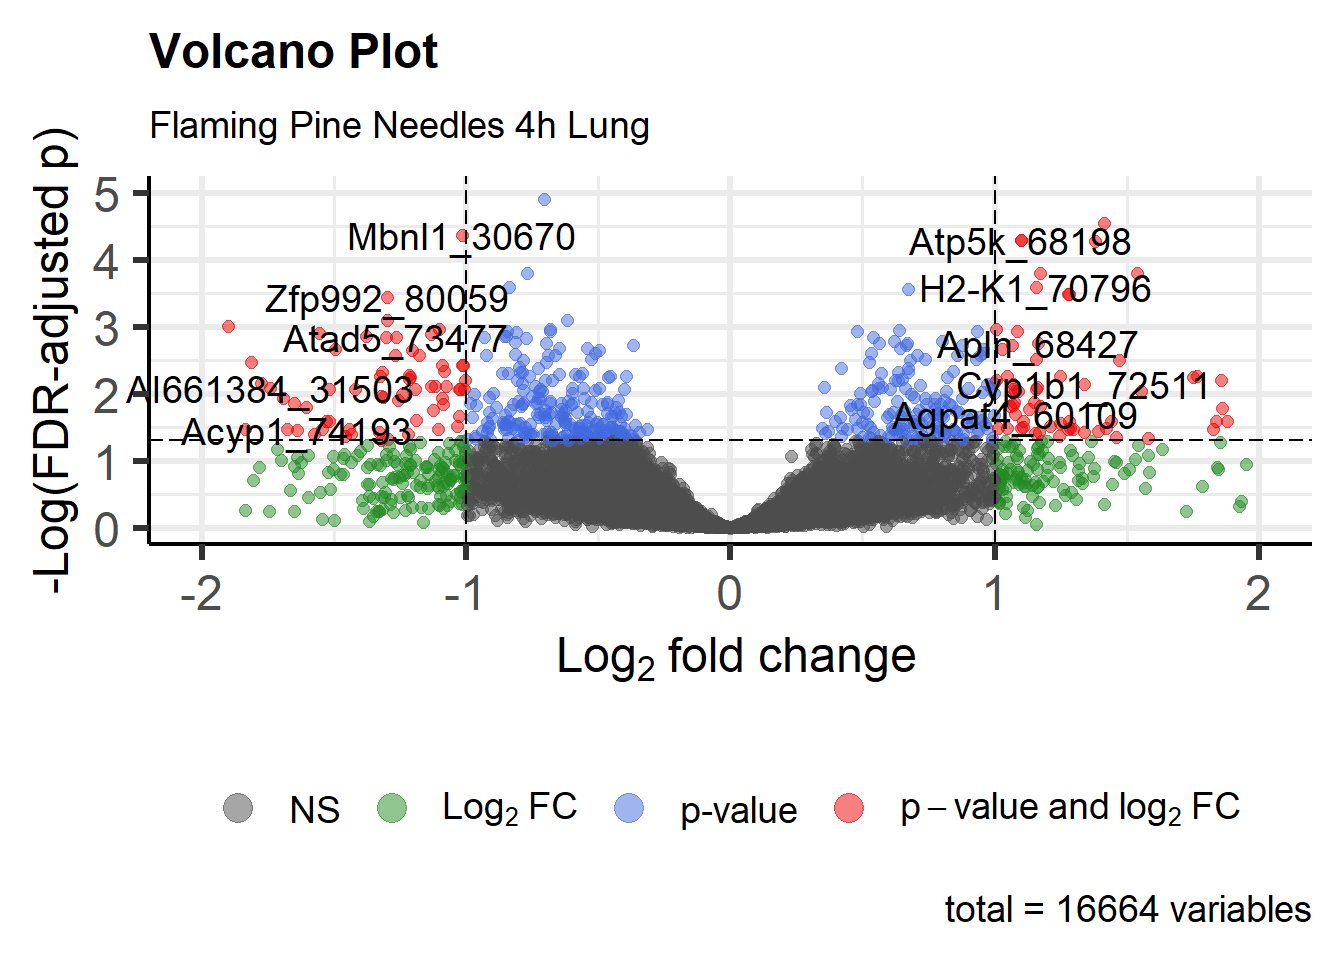 Volcano Plot
Flaming Pine Needles 4h Lung
-Log(FDR-adjusted p)
5
4
3
2
1
0
Mbnl1_30670
Atp5k_68198
Zfp992_80059
H2-K1_70796
Atad5_73477
Apln_68427
AI661384_31503
Cyp1b1_72511
Agpat4_60109
Acyp1_74193
-2 -1 0 1 2
Log2 fold change
NS Log2 FC p-value p – value and log2 FC
total = 16664 variables